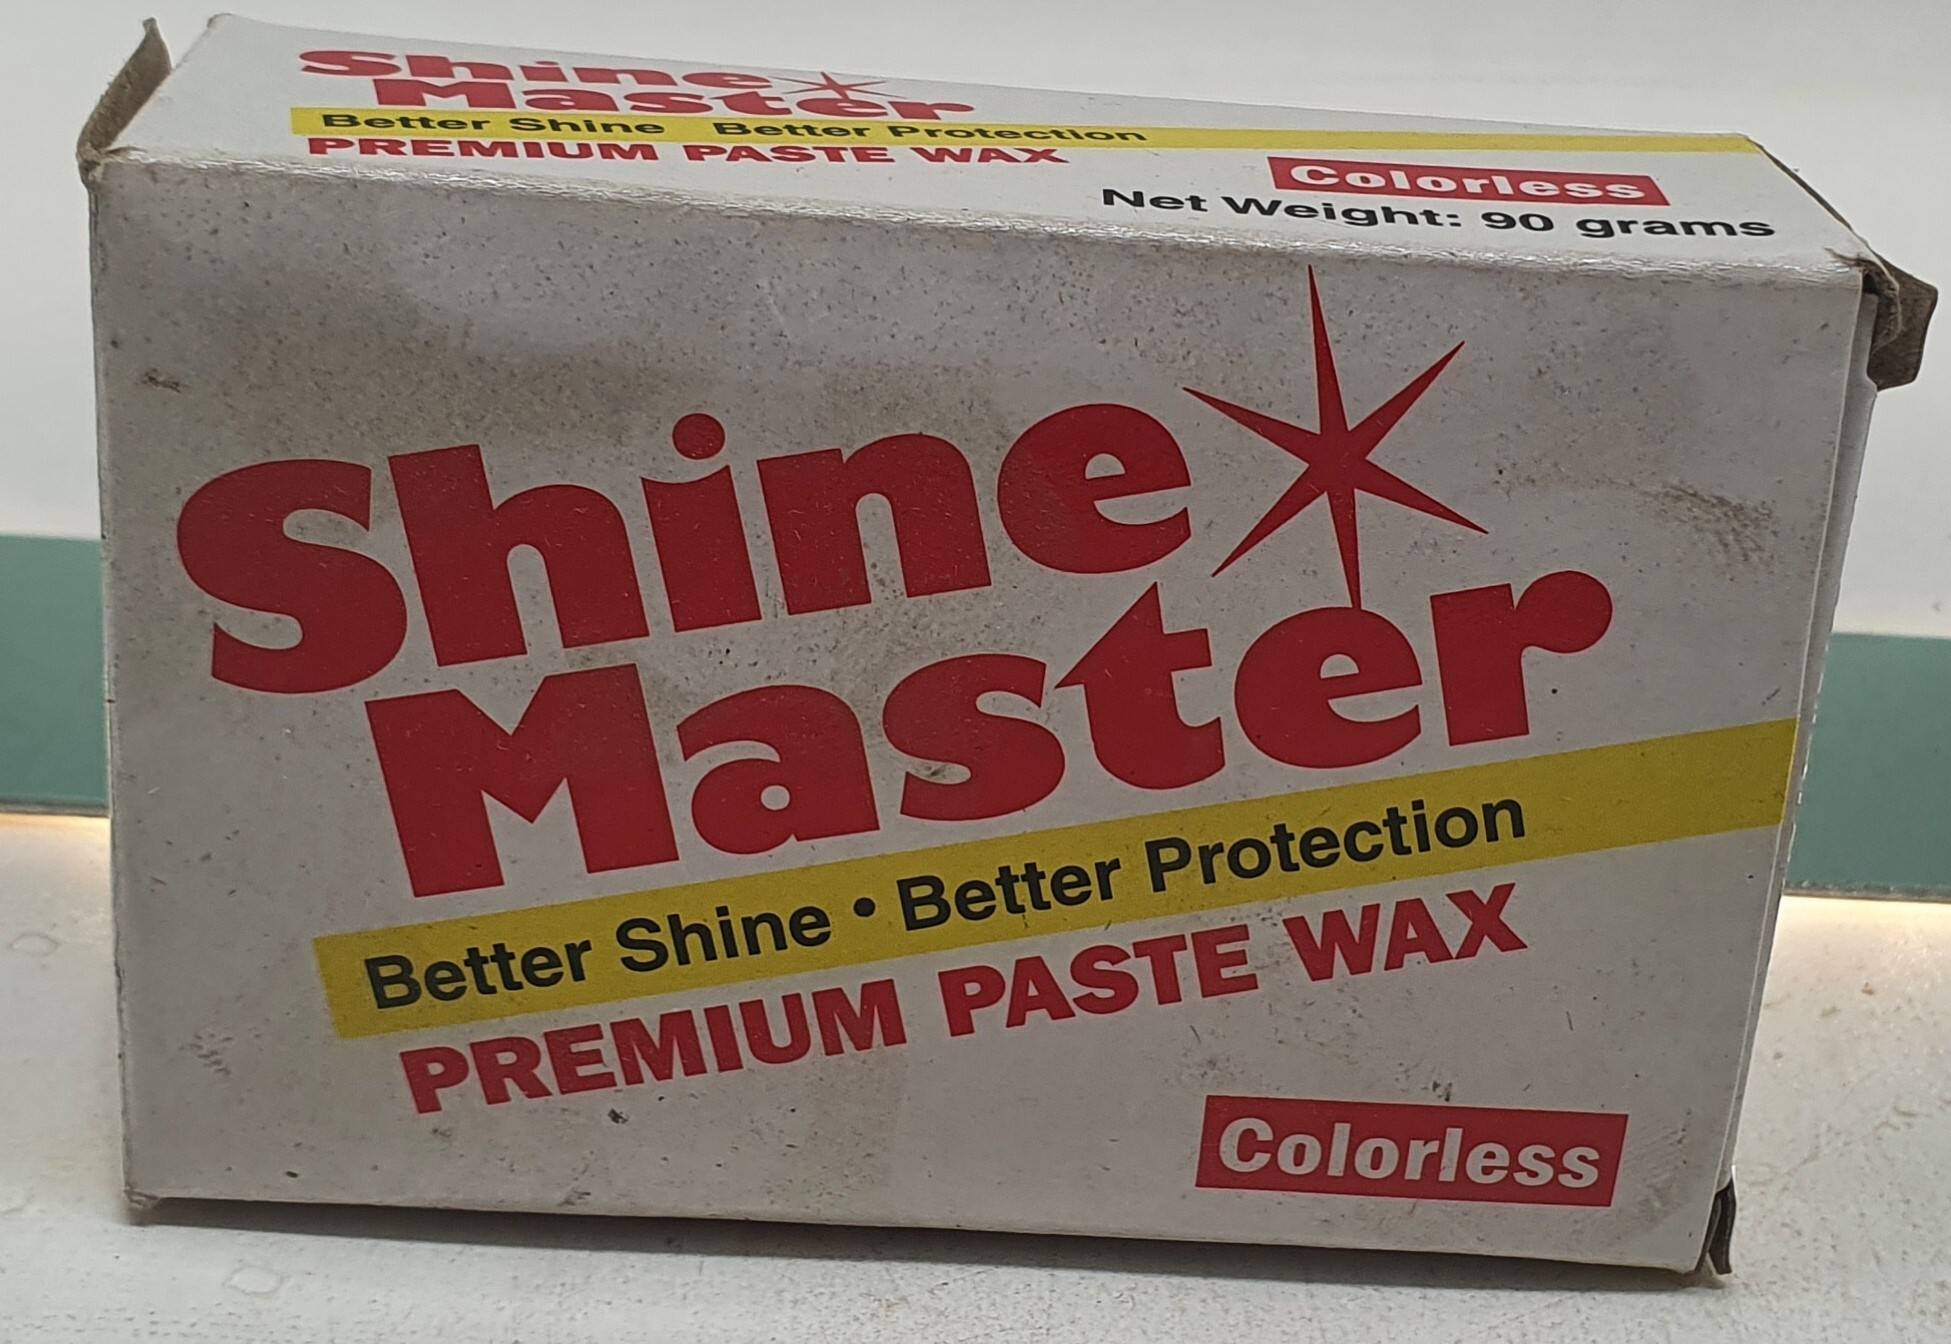 Shine
Master
Better Shine Better Protection
PREMIUM PASTE WAX
Colorless
Net Weight: 90 grams
Shine
Master
Better Shine • Better Protection
PREMIUM PASTE WAX
Colorless